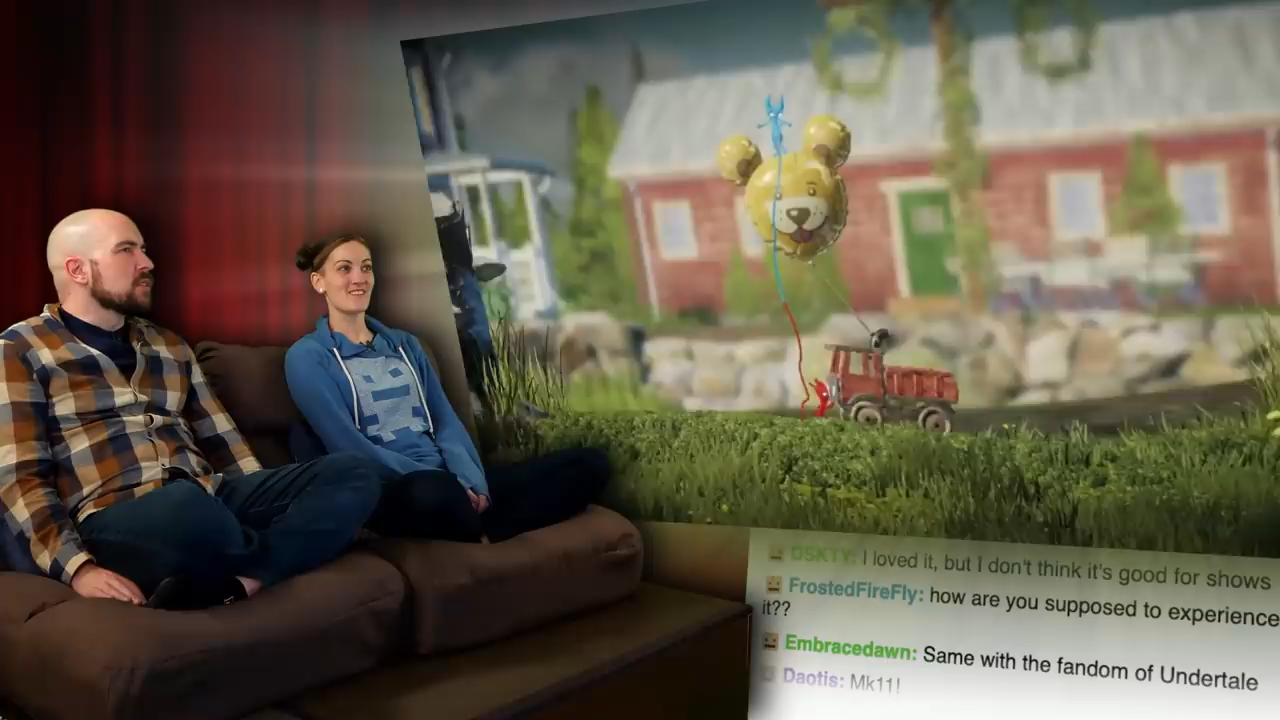 DSKTY: I loved it, but I don't think it's good for shows
FrostedFireFly: how are you supposed to experience
it??
Embracedawn: Same with the fandom of Undertale
Daotis: Mk11!